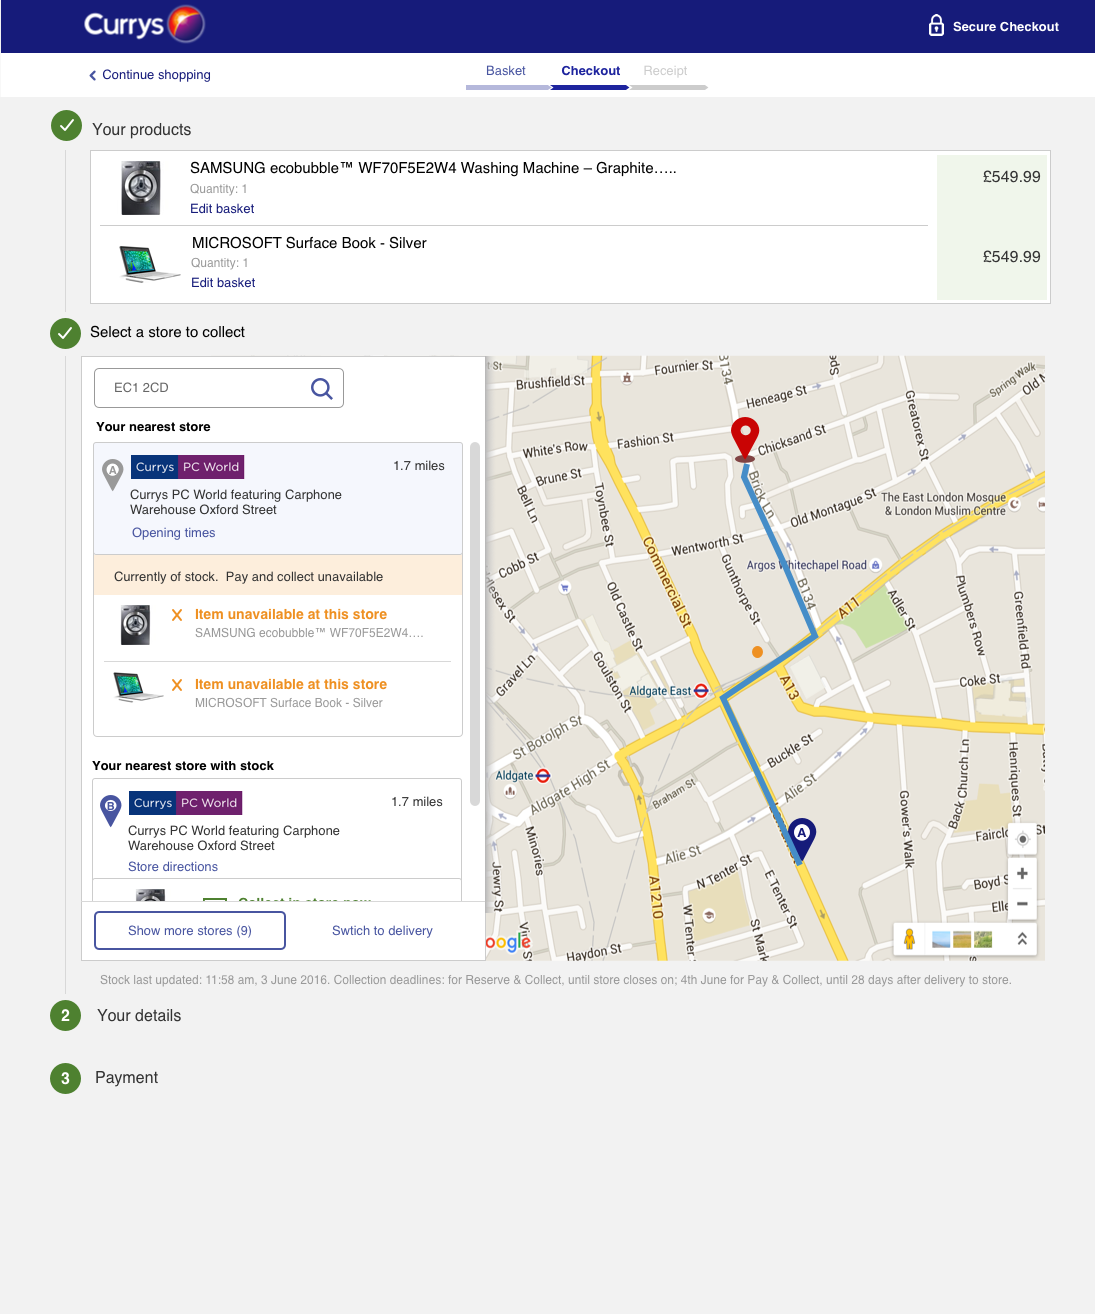 Currys
Secure Checkout
Continue shopping
Basket
Checkout
Receipt
Your products
SAMSUNG ecobubble™ WF70F5E2W4 Washing Machine – Graphite…..
£549.99
Quantity: 1
Edit basket
MICROSOFT Surface Book - Silver
£549.99
Quantity: 1
Edit basket
Select a store to collect
EC1 2CD
Your nearest store
A
Currys PC World
1.7 miles
Currys PC World featuring Carphone
Warehouse Oxford Street
Opening times
Currently of stock.  Pay and collect unavailable
Item unavailable at this store
SAMSUNG ecobubble™ WF70F5E2W4….
Item unavailable at this store
MICROSOFT Surface Book - Silver
Your nearest store with stock
B
Currys PC World
1.7 miles
Currys PC World featuring Carphone
Warehouse Oxford Street
Store directions
Collect in store now
Show more stores (9)
Swtich to delivery
t St
Brushfield St
Fournier St
B134
Heneage St
Spring Walk
Old M
White's Row
Fashion St
Chicksand St
Greatorex St
Brune St
Bell Ln
Toynbee St
Brick Ln
Old Montague St
The East London Mosque
& London Muslim Centre
Commercial St
Wentworth St
Cobb St
Argos Whitechapel Road
Gunthorpe St
B134
A11
Old Castle St
Adler St
Plumbers Row
Greenfield Rd
esex St
Goulston St
Gravel Ln
Aldgate East
A13
Coke St
St Botolph St
Buckle St
Aldgate
Aldgate High St
Alie St
Braham St
Back Church Ln
Henriques St
Gower's Walk
A
Minories
Alie St
Fairclo
St
Jewry St
A1210
N Tenter St
E Tenter St
Boyd S
Elle
W Tenter
St Mark
Vin
oogle
Haydon St
Stock last updated: 11:58 am, 3 June 2016. Collection deadlines: for Reserve & Collect, until store closes on; 4th June for Pay & Collect, until 28 days after delivery to store.
2
Your details
3
Payment